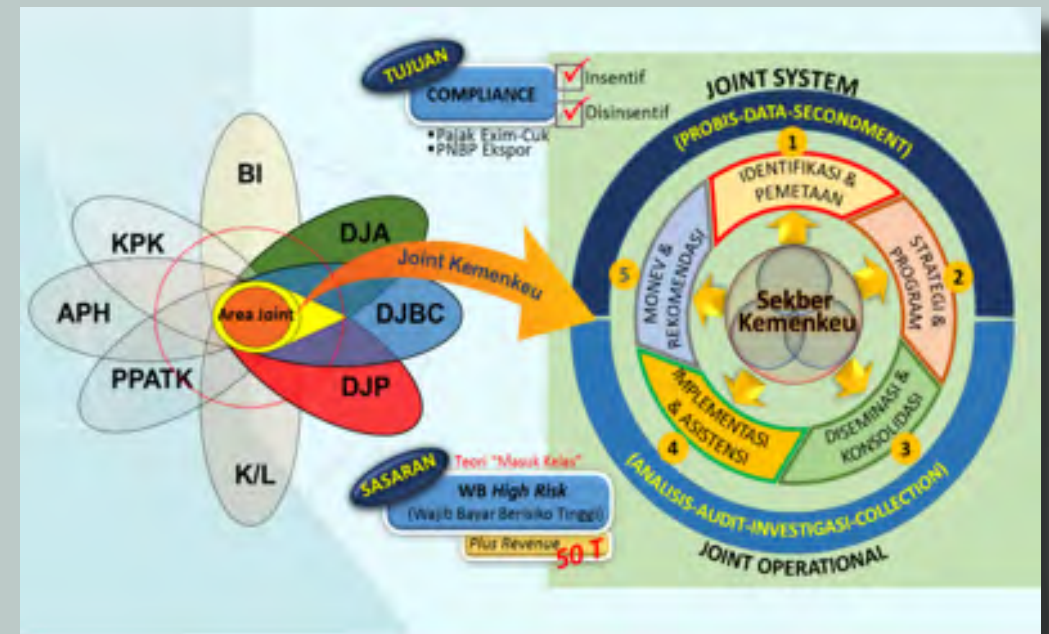 TUJUAN
COMPLIANCE
Insentif
Disinsentif
•Pajak Exim-Cuk
•PNBP Ekspor
BI
KPK
DJA
APH
Area Joint
DJBC
PPATK
DJP
K/L
Joint Kemenkeu
SASARAN
Teori "Masuk Kelas"
WB High Risk
(Wajib Bayar Berisiko Tinggi)
Plus Revenue
50 T
JOINT SYSTEM
(PROBIS-DATA-SECONDMENT)
1
IDENTIFIKASI &
PEMETAAN
2
STRATEGI &
PROGRAM
3
DISEMINASI &
KONSOLIDASI
4
IMPLEMENTASI
& ASISTENSI
5
MONEV &
REKOMENDASI
Sekber
Kemenkeu
(ANALISIS-AUDIT-INVESTIGASI-COLLECTION)
JOINT OPERATIONAL